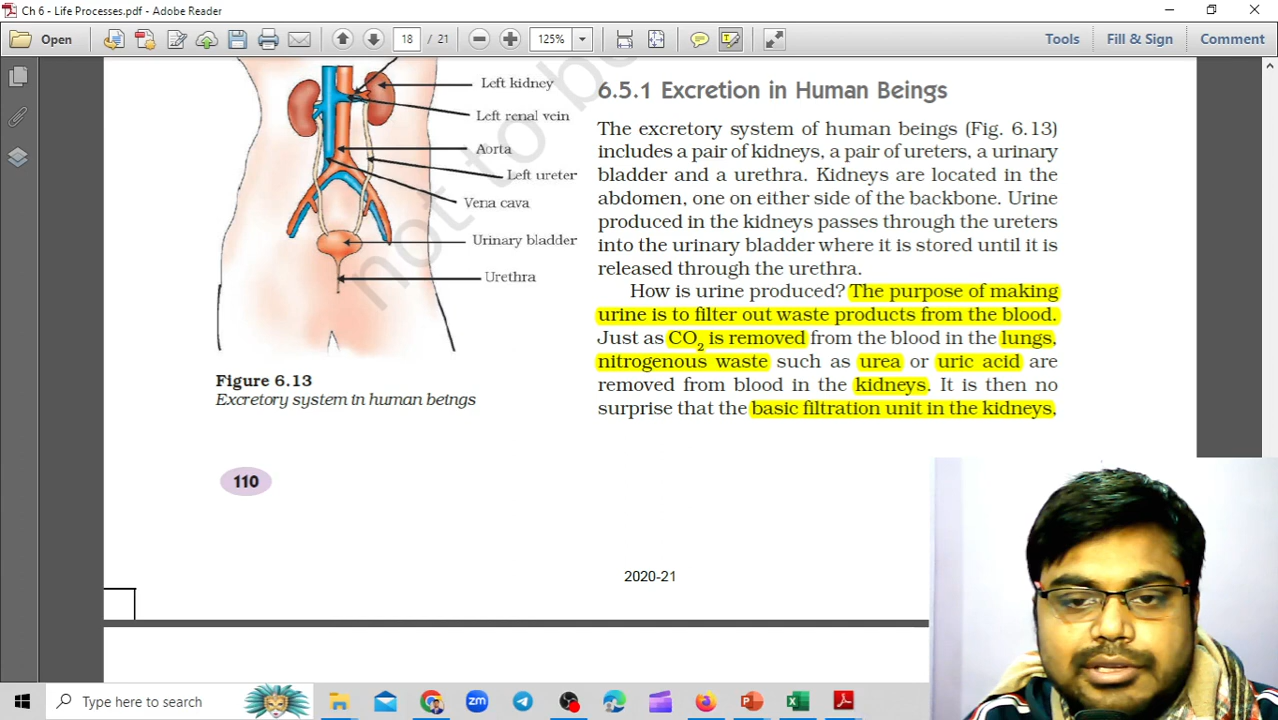 Ch 6 - Life Processes.pdf - Adobe Reader
Open
18 / 21
125%
Tools
Fill & Sign
Comment
Left kidney
Left renal vein
Aorta
Left ureter
Vena cava
Urinary bladder
Urethra
not to b
Figure 6.13
Excretory system in human beings
6.5.1 Excretion in Human Beings
The excretory system of human beings (Fig. 6.13)
includes a pair of kidneys, a pair of ureters, a urinary
bladder and a urethra. Kidneys are located in the
abdomen, one on either side of the backbone. Urine
produced in the kidneys passes through the ureters
into the urinary bladder where it is stored until it is
released through the urethra.
How is urine produced? The purpose of making
urine is to filter out waste products from the blood.
Just as CO2 is removed from the blood in the lungs,
nitrogenous waste such as urea or uric acid are
removed from blood in the kidneys. It is then no
surprise that the basic filtration unit in the kidneys,
110
2020-21
Type here to search